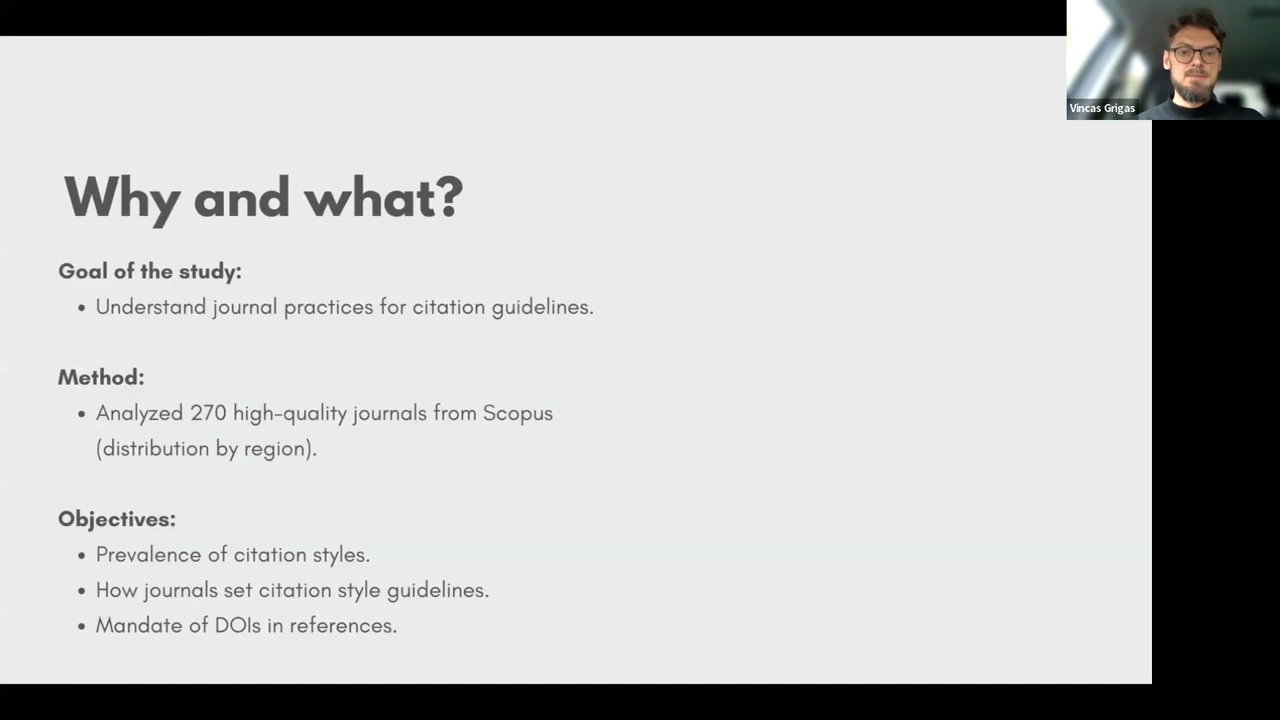 Vincas Grigas
Why and what?
Goal of the study:
• Understand journal practices for citation guidelines.
Method:
• Analyzed 270 high-quality journals from Scopus
(distribution by region).
Objectives:
• Prevalence of citation styles.
• How journals set citation style guidelines.
• Mandate of DOIs in references.